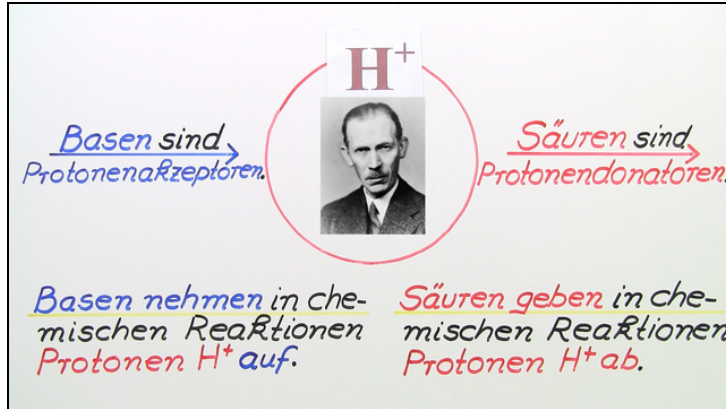 H+
Basen sind
Protonenakzeptoren.
Säuren sind
Protonendonatoren.
Basen nehmen in che-
mischen Reaktionen
Protonen H+ auf.
Säuren geben in che-
mischen Reaktionen
Protonen H+ ab.